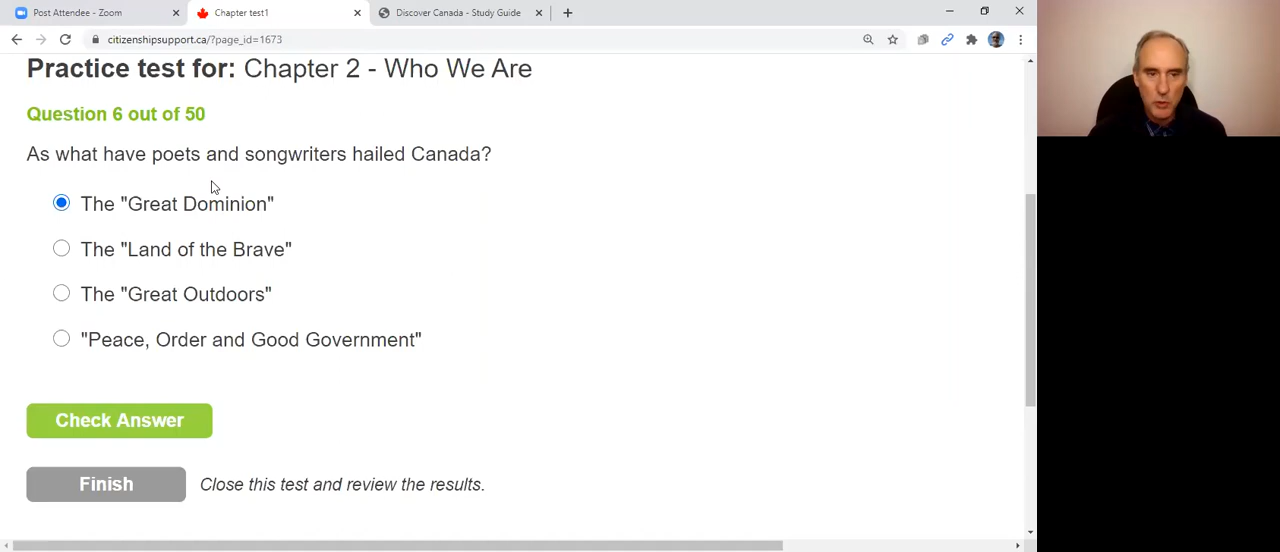 Post Attendee - Zoom
Chapter test1
Discover Canada - Study Guide
citizenshipsupport.ca/?page_id=1673
Practice test for: Chapter 2 - Who We Are
Question 6 out of 50
As what have poets and songwriters hailed Canada?
The "Great Dominion"
The "Land of the Brave"
The "Great Outdoors"
"Peace, Order and Good Government"
Check Answer
Finish
Close this test and review the results.